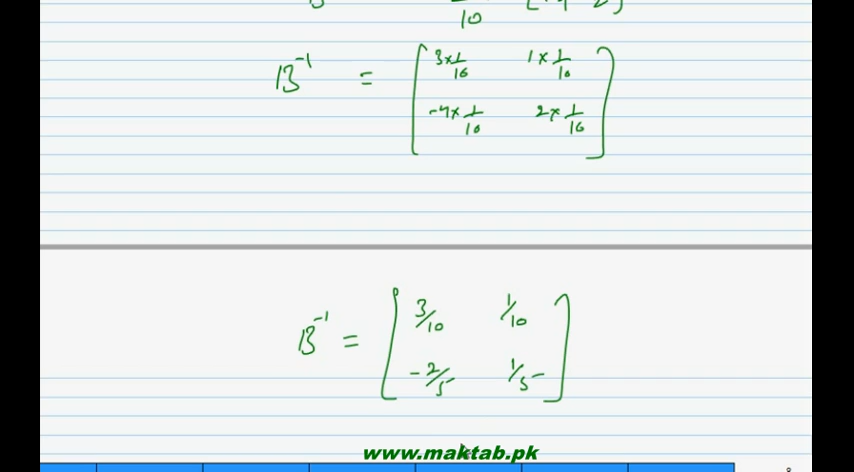 10
B⁻¹ = [ 3×1/10 1×1/10
-4×1/10 2×1/10 ]
B⁻¹ = [ 3/10 1/10
-2/5 1/5 ]
www.maktab.pk